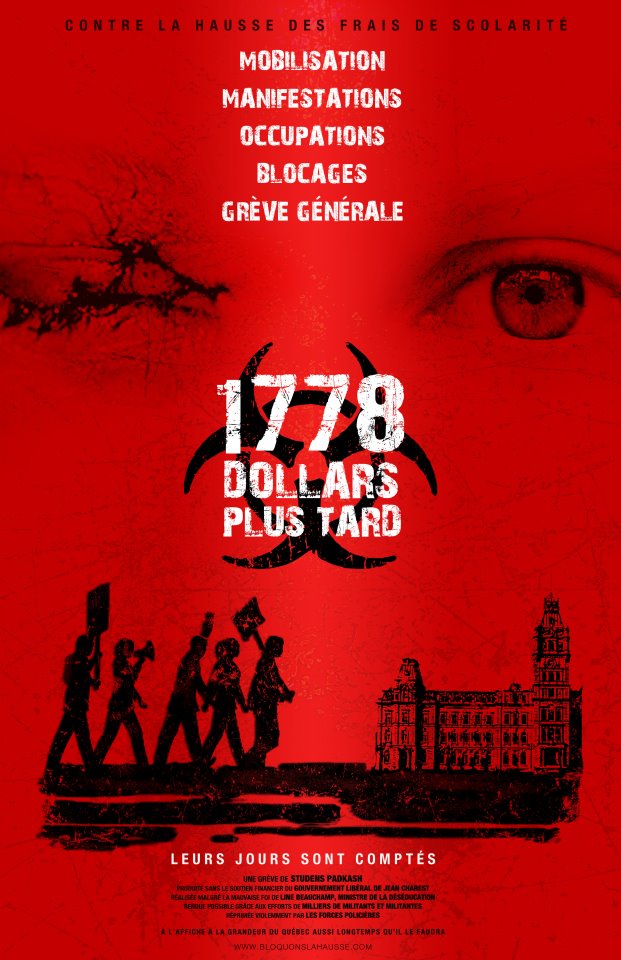 CONTRE LA HAUSSE DES FRAIS DE SCOLARITÉ
MOBILISATION
MANIFESTATIONS
OCCUPATIONS
BLOCAGES
GRÈVE GÉNÉRALE
1778
DOLLARS
PLUS TARD
LEURS JOURS SONT COMPTÉS
UNE GRÈVE DE STUDENS PADKASH
PRODUITE SANS LE SOUTIEN FINANCIER DU GOUVERNEMENT LIBÉRAL DE JEAN CHAREST
RÉALISÉE MALGRÉ LA MAUVAISE FOI DE LINE BEAUCHAMP, MINISTRE DE LA DÉSÉDUCATION
RENDUE POSSIBLE GRÂCE AUX EFFORTS DE MILLIERS DE MILITANTS ET MILITANTES
RÉPRIMÉE VIOLEMMENT PAR LES FORCES POLICIÈRES
À L'AFFICHE À LA GRANDEUR DU QUÉBEC AUSSI LONGTEMPS QU'IL LE FAUDRA
WWW.BLOQUONSLAHAUSSE.COM